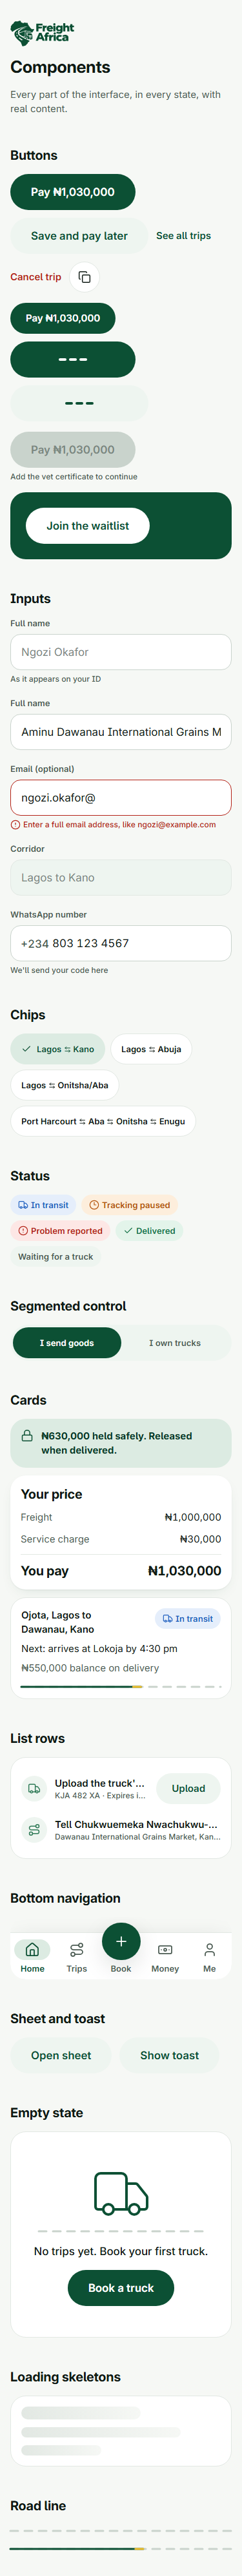 Freight
Africa
Components
Every part of the interface, in every state, with
real content.
Buttons
Pay ₦1,030,000
Save and pay later
See all trips
Cancel trip
Pay ₦1,030,000
Pay ₦1,030,000
Add the vet certificate to continue
Join the waitlist
Inputs
Full name
Ngozi Okafor
As it appears on your ID
Full name
Aminu Dawanau International Grains M
Email (optional)
ngozi.okafor@
Enter a full email address, like ngozi@example.com
Corridor
Lagos to Kano
WhatsApp number
+234 803 123 4567
We'll send your code here
Chips
Lagos ⇆ Kano
Lagos ⇆ Abuja
Lagos ⇆ Onitsha/Aba
Port Harcourt ⇆ Aba ⇆ Onitsha ⇆ Enugu
Status
In transit
Tracking paused
Problem reported
Delivered
Waiting for a truck
Segmented control
I send goods
I own trucks
Cards
₦630,000 held safely. Released
when delivered.
Your price
Freight ₦1,000,000
Service charge ₦30,000
You pay ₦1,030,000
Ojota, Lagos to
Dawanau, Kano
In transit
Next: arrives at Lokoja by 4:30 pm
₦550,000 balance on delivery
List rows
Upload the truck'...
KJA 482 XA · Expires i...
Upload
Tell Chukwuemeka Nwachukwu-...
Dawanau International Grains Market, Kan...
Bottom navigation
Home Trips Book Money Me
Sheet and toast
Open sheet
Show toast
Empty state
No trips yet. Book your first truck.
Book a truck
Loading skeletons
Road line